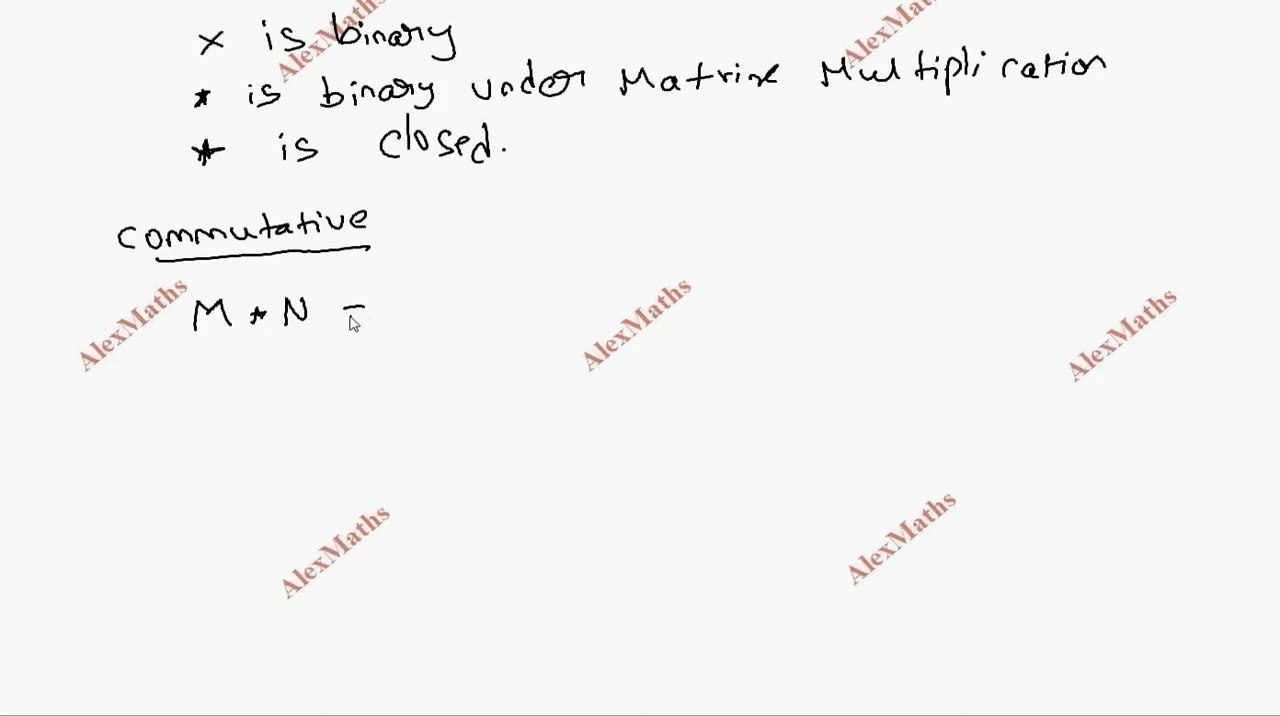 AlexMaths AlexMaths
× is binary
* is binary under Matrix Multiplication
* is closed.
Commutative
AlexMaths AlexMaths AlexMaths
M * N –
AlexMaths AlexMaths